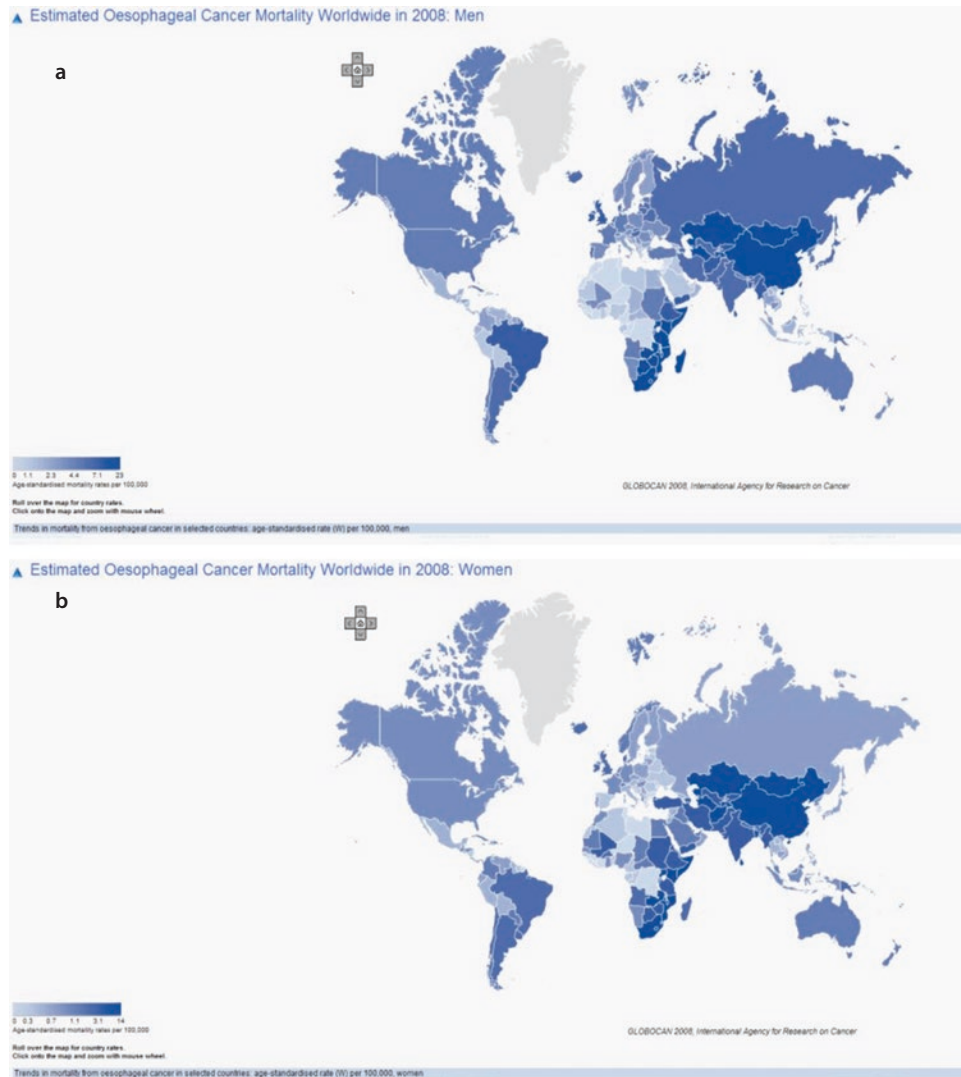 Estimated Oesophageal Cancer Mortality Worldwide in 2008: Men
a
0 1.1 2.3 4.4 7.1 23
Age-standardised mortality rates per 100,000
GLOBOCAN 2008, International Agency for Research on Cancer
Roll over the map for country rates.
Click onto the map and zoom with mouse wheel.
Trends in mortality from oesophageal cancer in selected countries: age-standardised rate (W) per 100,000, men
Estimated Oesophageal Cancer Mortality Worldwide in 2008: Women
b
0 0.3 0.7 1.1 3.1 14
Age-standardised mortality rates per 100,000
GLOBOCAN 2008, International Agency for Research on Cancer
Roll over the map for country rates.
Click onto the map and zoom with mouse wheel.
Trends in mortality from oesophageal cancer in selected countries: age-standardised rate (W) per 100,000, women